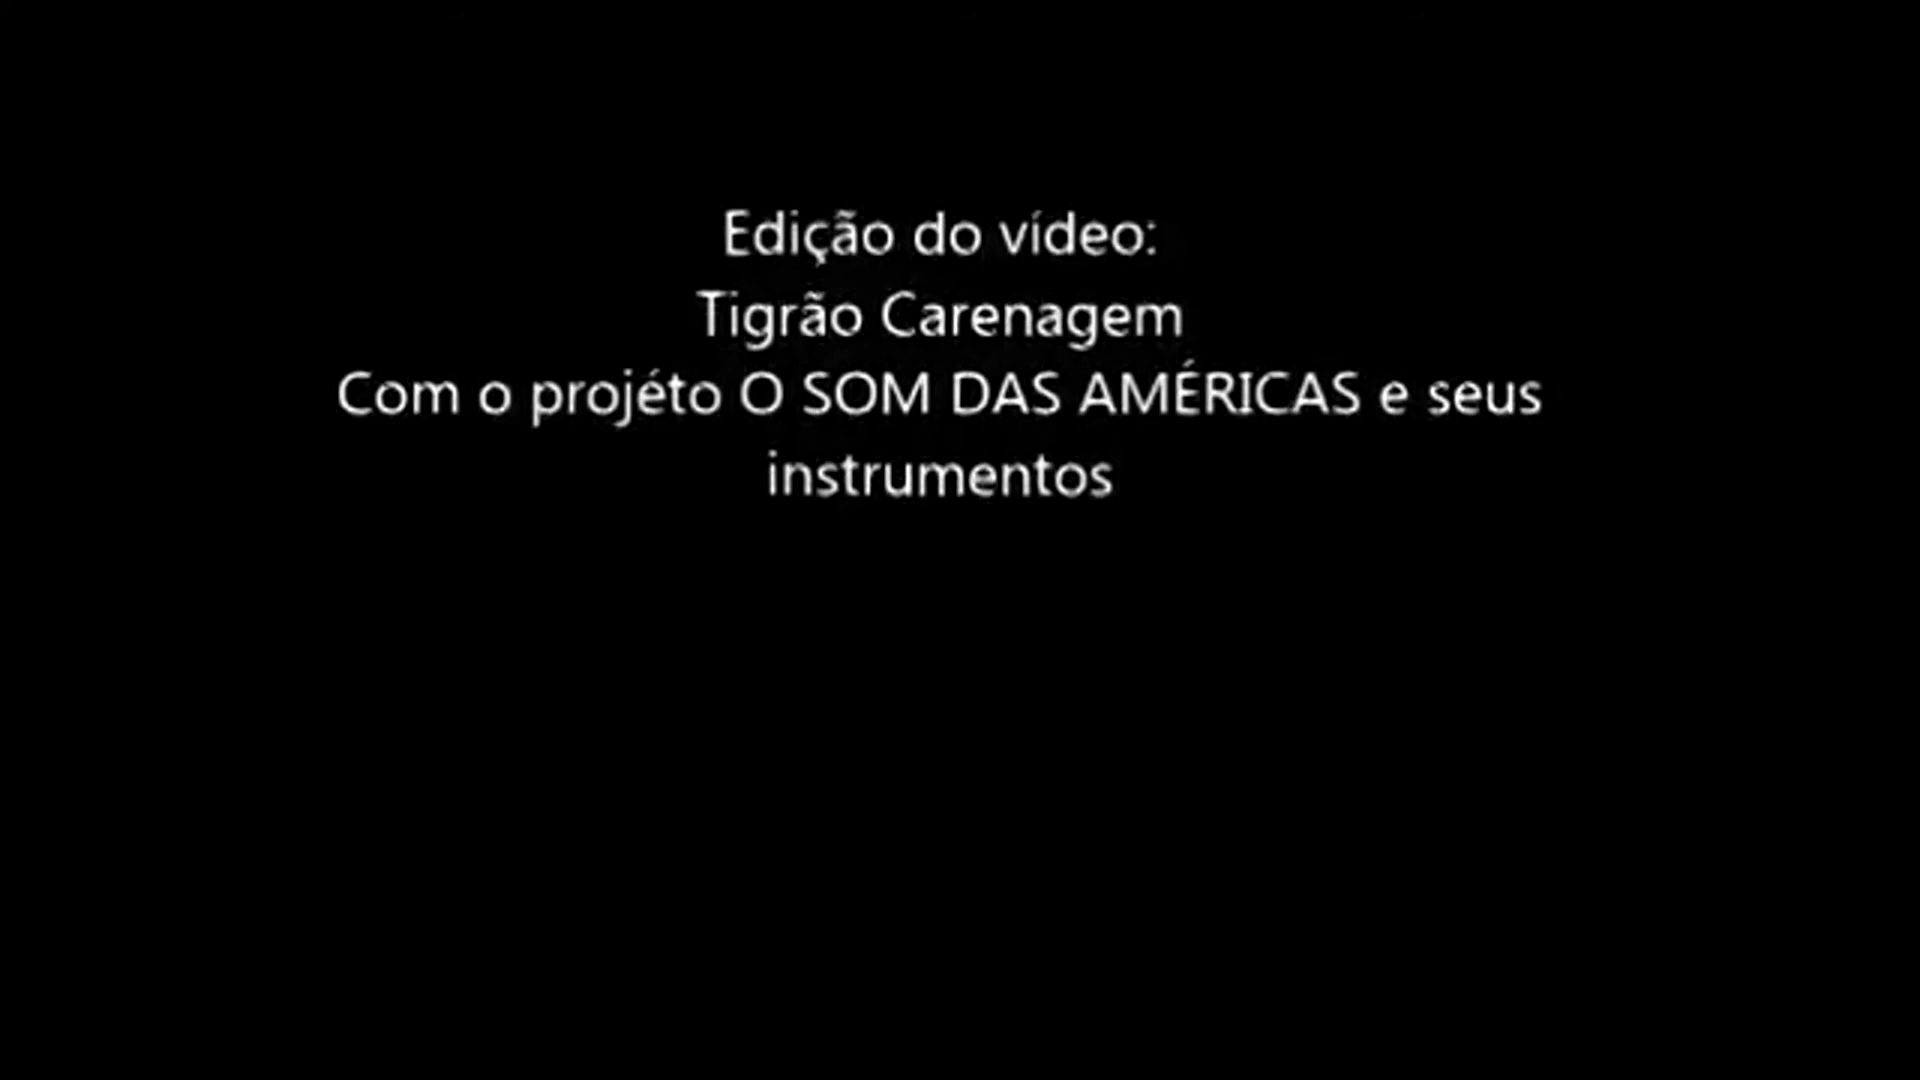 Edição do vídeo:
Tigrão Carenagem
Com o projéto O SOM DAS AMÉRICAS e seus
instrumentos